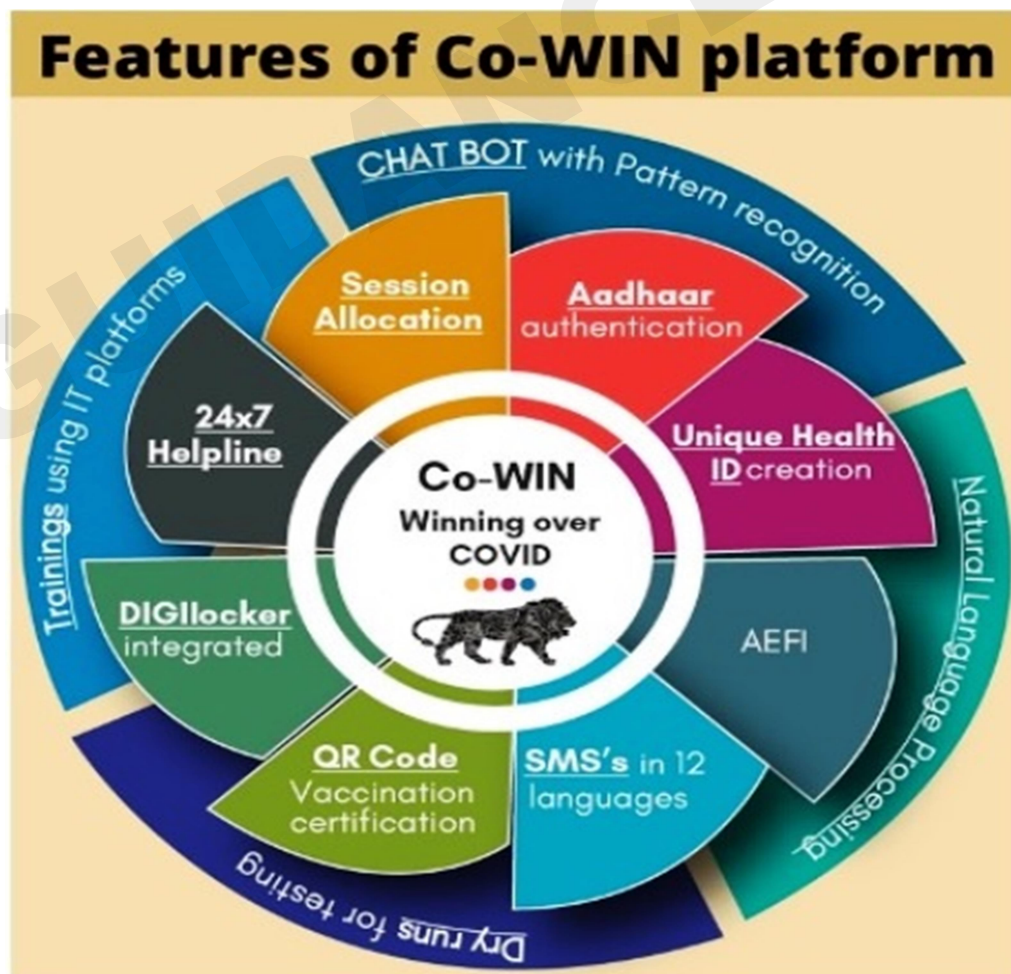 Features of Co-WIN platform
CHAT BOT with Pattern recognition
Session
Allocation
Aadhaar
authentication
24x7
Helpline
Unique Health
ID creation
Trainings using IT platforms
Co-WIN
Winning over
COVID
Natural Language Processing
DIGIlocker
integrated
AEFI
QR Code
Vaccination
certification
SMS's in 12
languages
Dry runs for testing
GUIDANCE